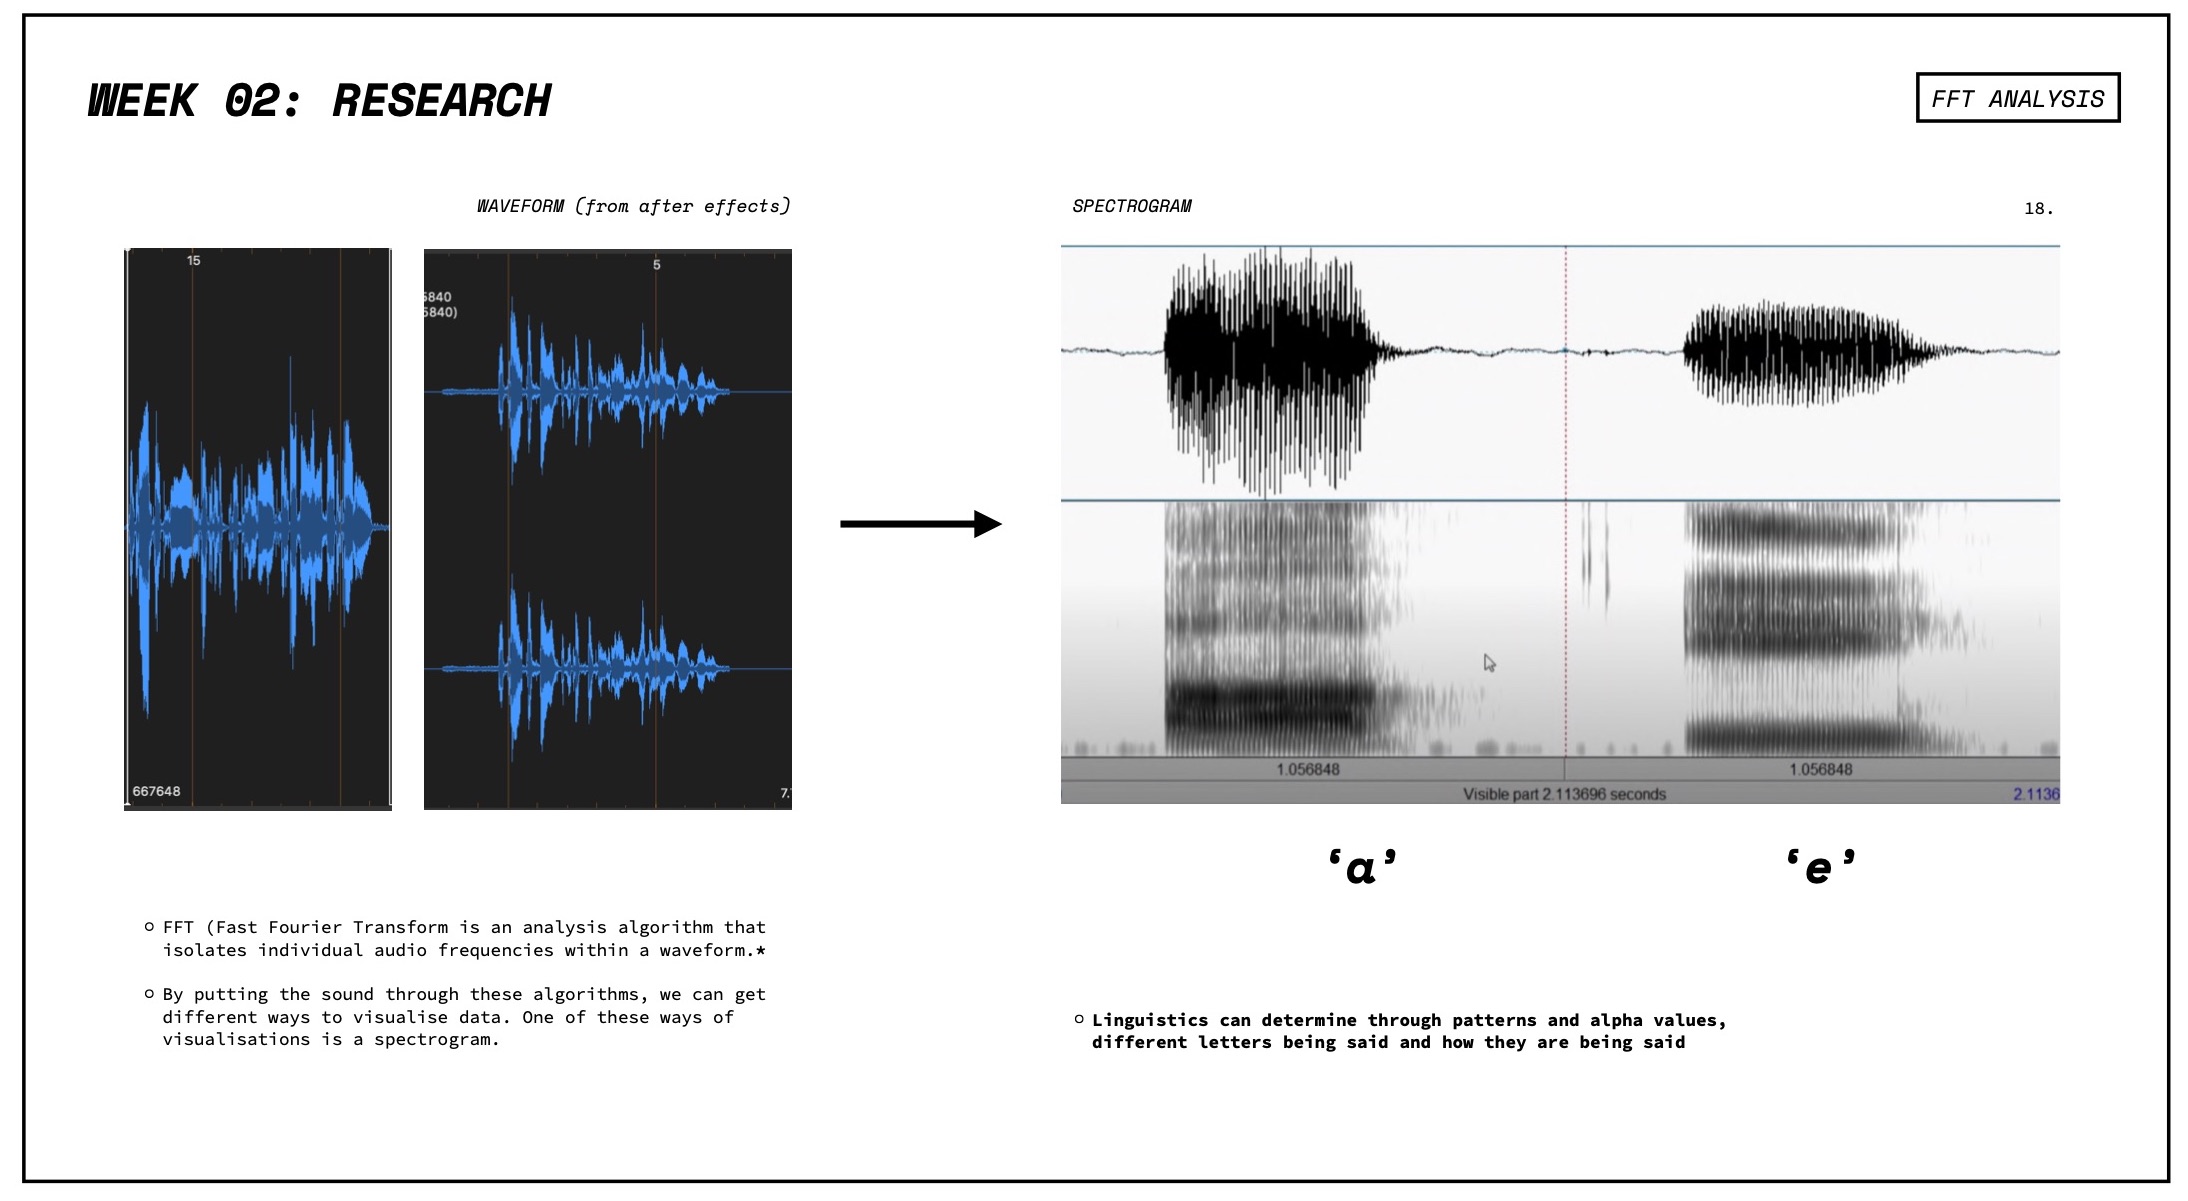 WEEK 02: RESEARCH
FFT ANALYSIS
WAVEFORM (from after effects)
SPECTROGRAM
18.
15
667648
5
5840
5840)
7.
1.056848
1.056848
Visible part 2.113696 seconds
2.1136
‘a’
‘e’
FFT (Fast Fourier Transform is an analysis algorithm that
isolates individual audio frequencies within a waveform.*
By putting the sound through these algorithms, we can get
different ways to visualise data. One of these ways of
visualisations is a spectrogram.
Linguistics can determine through patterns and alpha values,
different letters being said and how they are being said